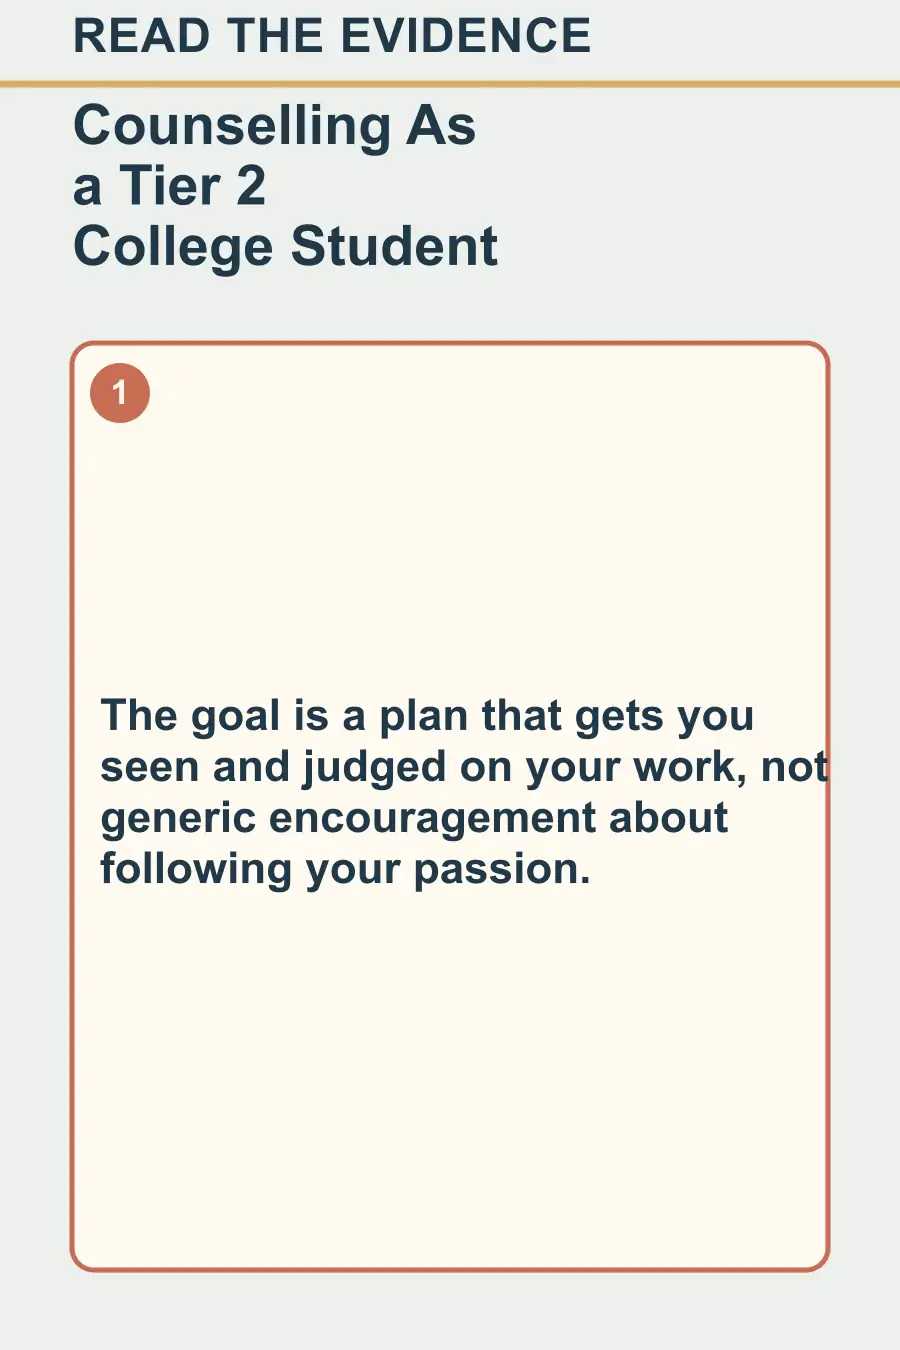 READ THE EVIDENCE
Counselling As
a Tier 2
College Student
1
The goal is a plan that gets you
seen and judged on your work, not
generic encouragement about
following your passion.